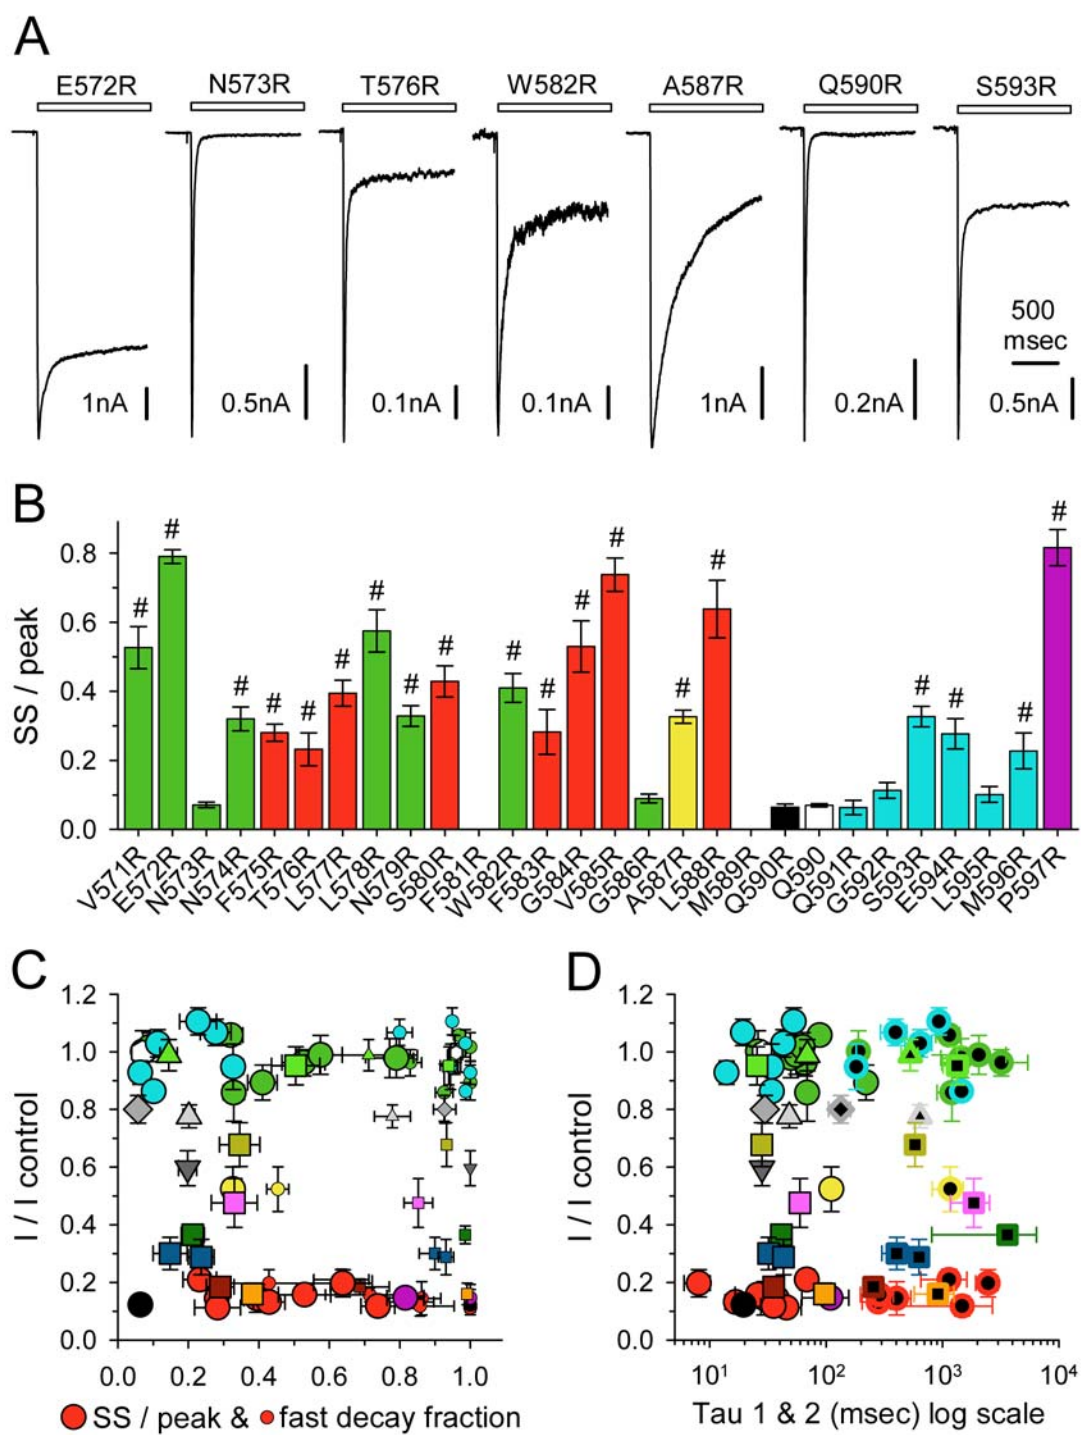 A
E572R N573R T576R W582R A587R Q590R S593R
500
msec
1nA 0.5nA 0.1nA 0.1nA 1nA 0.2nA 0.5nA
B
SS / peak
0.8
0.6
0.4
0.2
0.0
# # # # # # # # # # # # # # # # # # #
V571R E572R N573R N574R F575R T576R L577R L578R N579R S580R F581R W582R F583R G584R V585R G586R A587R L588R M589R Q590R Q590 Q591R G592R S593R E594R L595R M596R P597R
C
I / I control
1.2
1.0
0.8
0.6
0.4
0.2
0.0
0.0 0.2 0.4 0.6 0.8 1.0
SS / peak & fast decay fraction
D
I / I control
1.2
1.0
0.8
0.6
0.4
0.2
0.0
10¹ 10² 10³ 10⁴
Tau 1 & 2 (msec) log scale